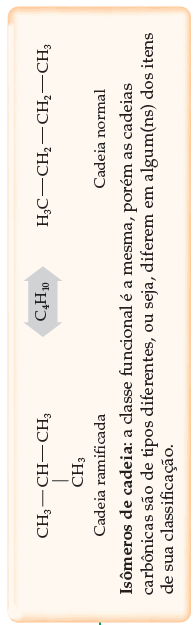 CH₃—CH—CH₃
|
CH₃
C₄H₁₀
H₃C—CH₂—CH₂—CH₃
Cadeia ramificada
Cadeia normal
Isômeros de cadeia: a classe funcional é a mesma, porém as cadeias
carbônicas são de tipos diferentes, ou seja, diferem em algum(ns) dos itens
de sua classificação.